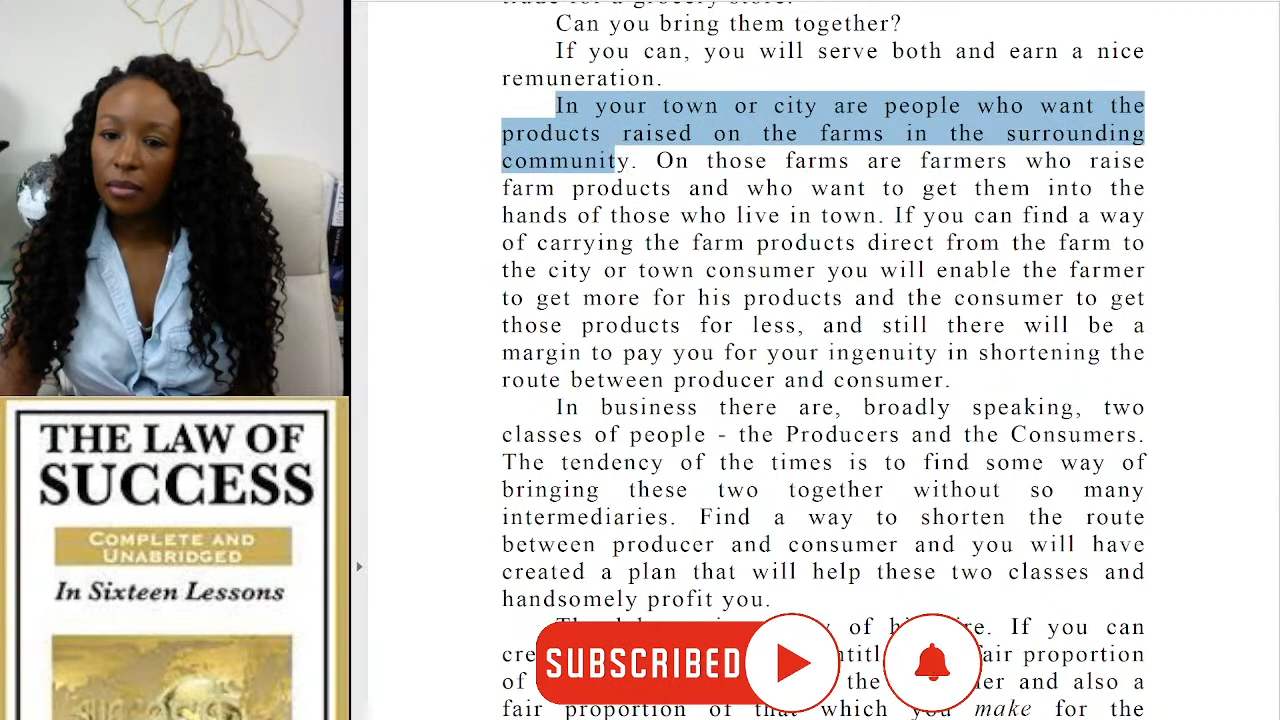 Can you bring them together?
If you can, you will serve both and earn a nice
remuneration.
In your town or city are people who want the
products raised on the farms in the surrounding
community. On those farms are farmers who raise
farm products and who want to get them into the
hands of those who live in town. If you can find a way
of carrying the farm products direct from the farm to
the city or town consumer you will enable the farmer
to get more for his products and the consumer to get
those products for less, and still there will be a
margin to pay you for your ingenuity in shortening the
route between producer and consumer.
In business there are, broadly speaking, two
classes of people - the Producers and the Consumers.
The tendency of the times is to find some way of
bringing these two together without so many
intermediaries. Find a way to shorten the route
between producer and consumer and you will have
created a plan that will help these two classes and
handsomely profit you.
of If you can
fair proportion
of the and also a
fair proportion of that which you make for the
SUBSCRIBED
THE LAW OF
SUCCESS
COMPLETE AND
UNABRIDGED
In Sixteen Lessons